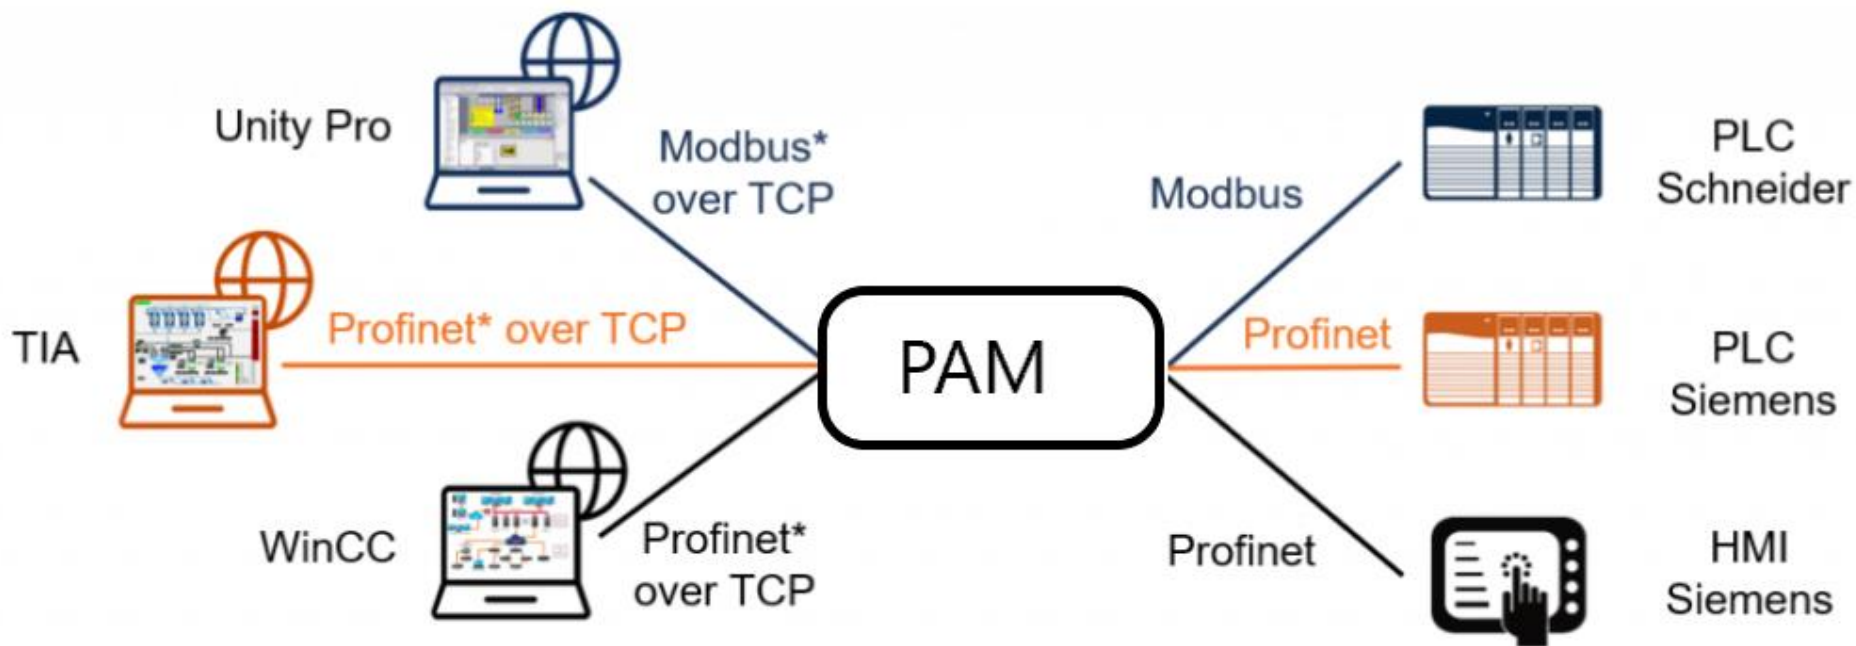 Unity Pro
Modbus*
over TCP
Modbus
PLC
Schneider
TIA
Profinet* over TCP
PAM
Profinet
PLC
Siemens
WinCC
Profinet*
over TCP
Profinet
HMI
Siemens